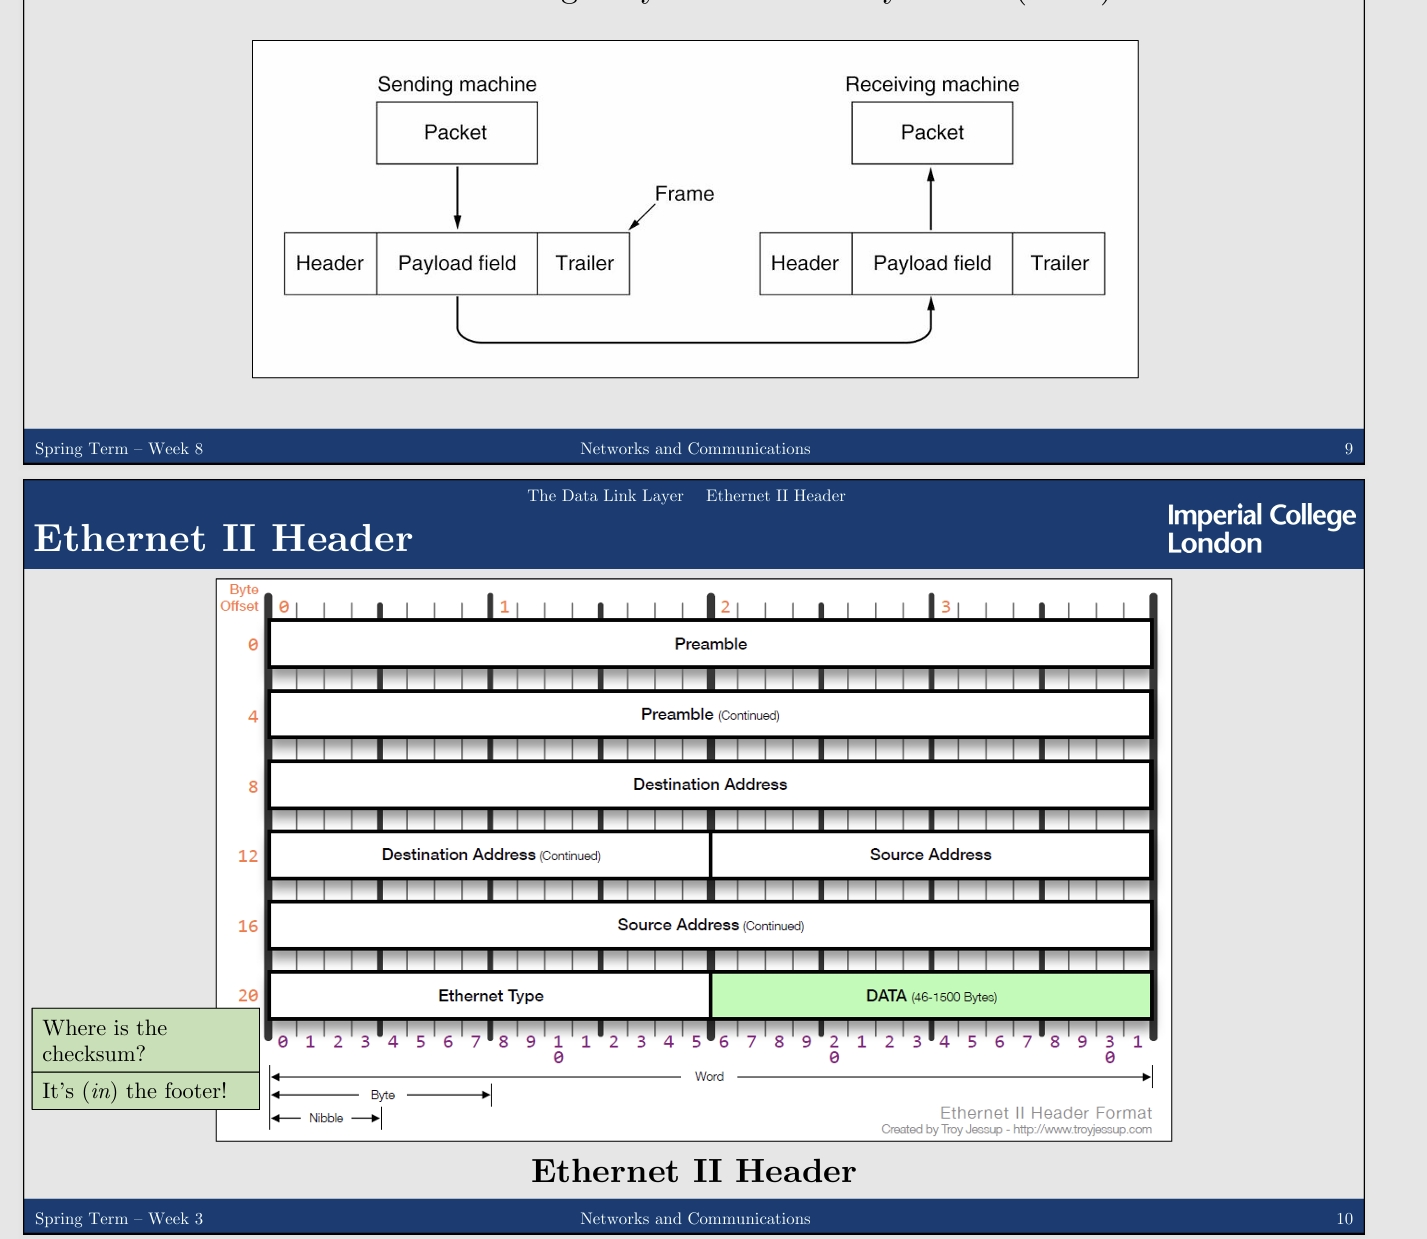 Sending machine Receiving machine
Packet Packet
Frame
Header Payload field Trailer Header Payload field Trailer
Spring Term – Week 8 Networks and Communications 9
The Data Link Layer Ethernet II Header
Ethernet II Header
Imperial College
London
Byte
Offset 0 1 2 3
0 Preamble
4 Preamble (Continued)
8 Destination Address
12 Destination Address (Continued) Source Address
16 Source Address (Continued)
20 Ethernet Type DATA (46-1500 Bytes)
Where is the
checksum?
It's (in) the footer!
0 1 2 3 4 5 6 7 8 9 1 1 2 3 4 5 6 7 8 9 2 1 2 3 4 5 6 7 8 9 3 1
0 0 0
Word
Byte
Nibble
Ethernet II Header Format
Created by Troy Jessup - http://www.troyjessup.com
Ethernet II Header
Spring Term – Week 3 Networks and Communications 10